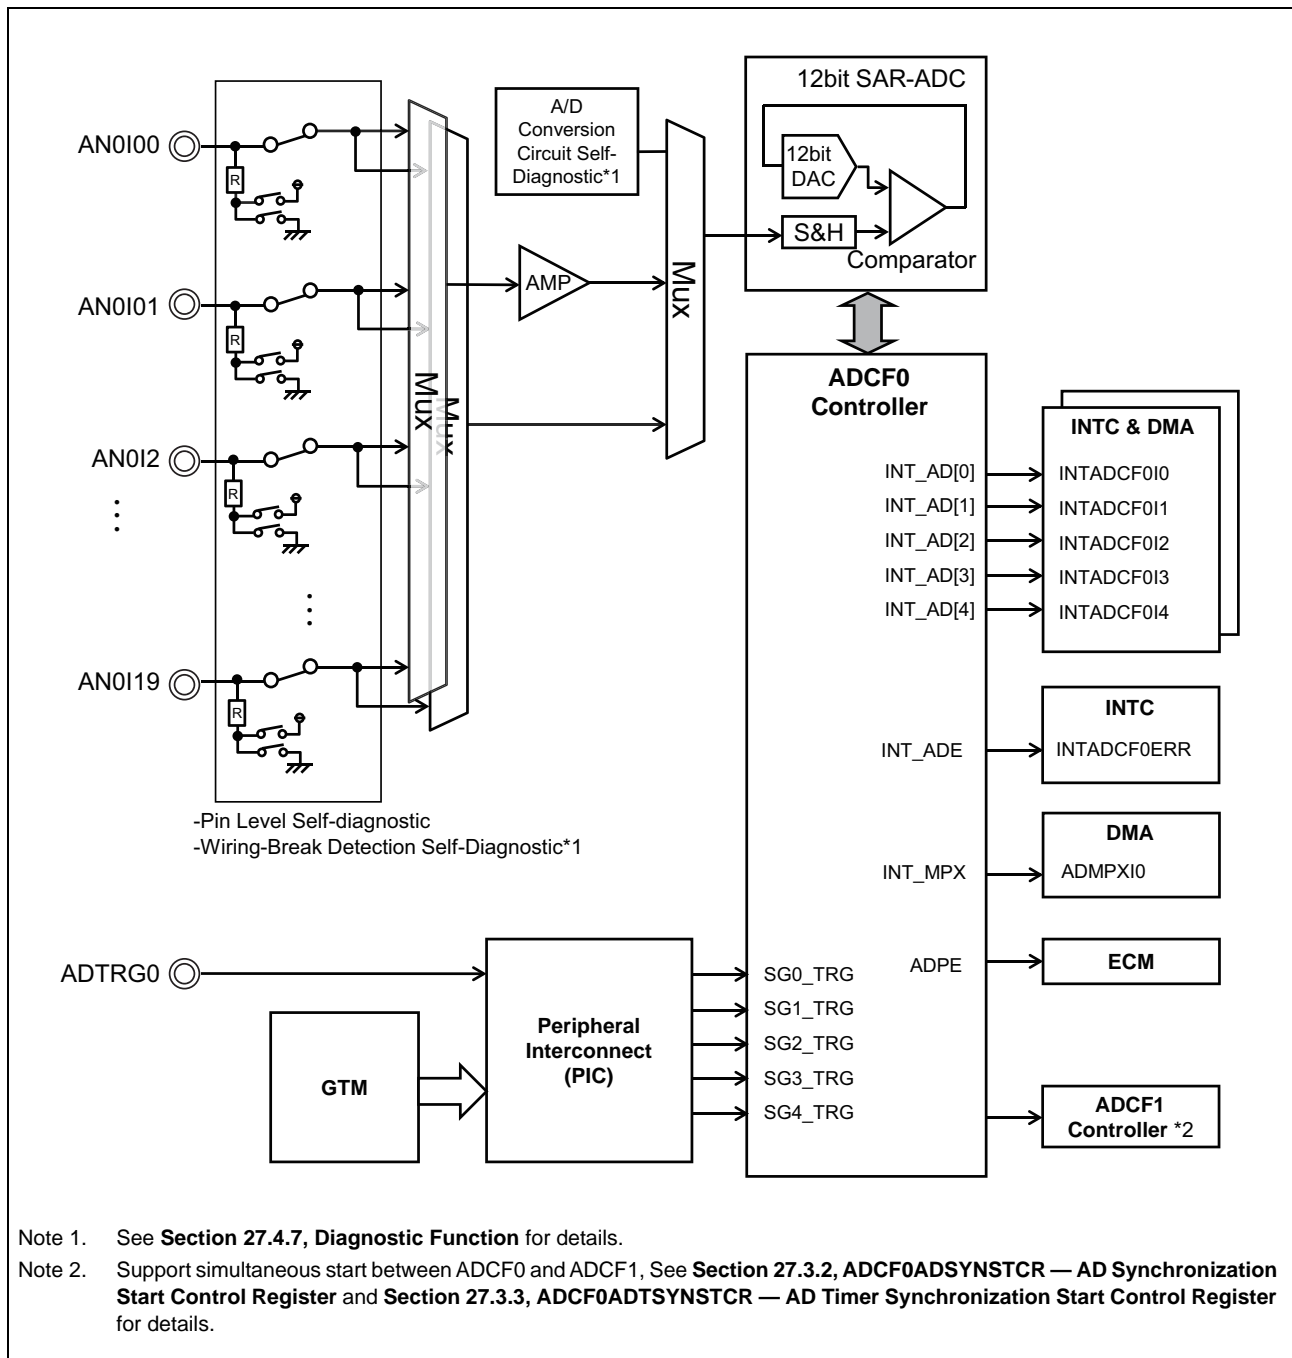 12bit SAR-ADC
A/D
Conversion
Circuit Self-
Diagnostic*1
12bit
DAC
S&H
Comparator
AN0I00
R
AN0I01
R
AMP
Mux
Mux
Mux
Mux
AN0I2
R
AN0I19
R
-Pin Level Self-diagnostic
-Wiring-Break Detection Self-Diagnostic*1
ADCF0
Controller
INT_AD[0]
INT_AD[1]
INT_AD[2]
INT_AD[3]
INT_AD[4]
INT_ADE
INT_MPX
ADPE
INTC & DMA
INTADCF0I0
INTADCF0I1
INTADCF0I2
INTADCF0I3
INTADCF0I4
INTC
INTADCF0ERR
DMA
ADMPXI0
ECM
ADCF1
Controller *2
ADTRG0
GTM
Peripheral
Interconnect
(PIC)
SG0_TRG
SG1_TRG
SG2_TRG
SG3_TRG
SG4_TRG
Note 1. See Section 27.4.7, Diagnostic Function for details.
Note 2. Support simultaneous start between ADCF0 and ADCF1, See Section 27.3.2, ADCF0ADSYNSTCR — AD Synchronization
Start Control Register and Section 27.3.3, ADCF0ADTSYNSTCR — AD Timer Synchronization Start Control Register
for details.